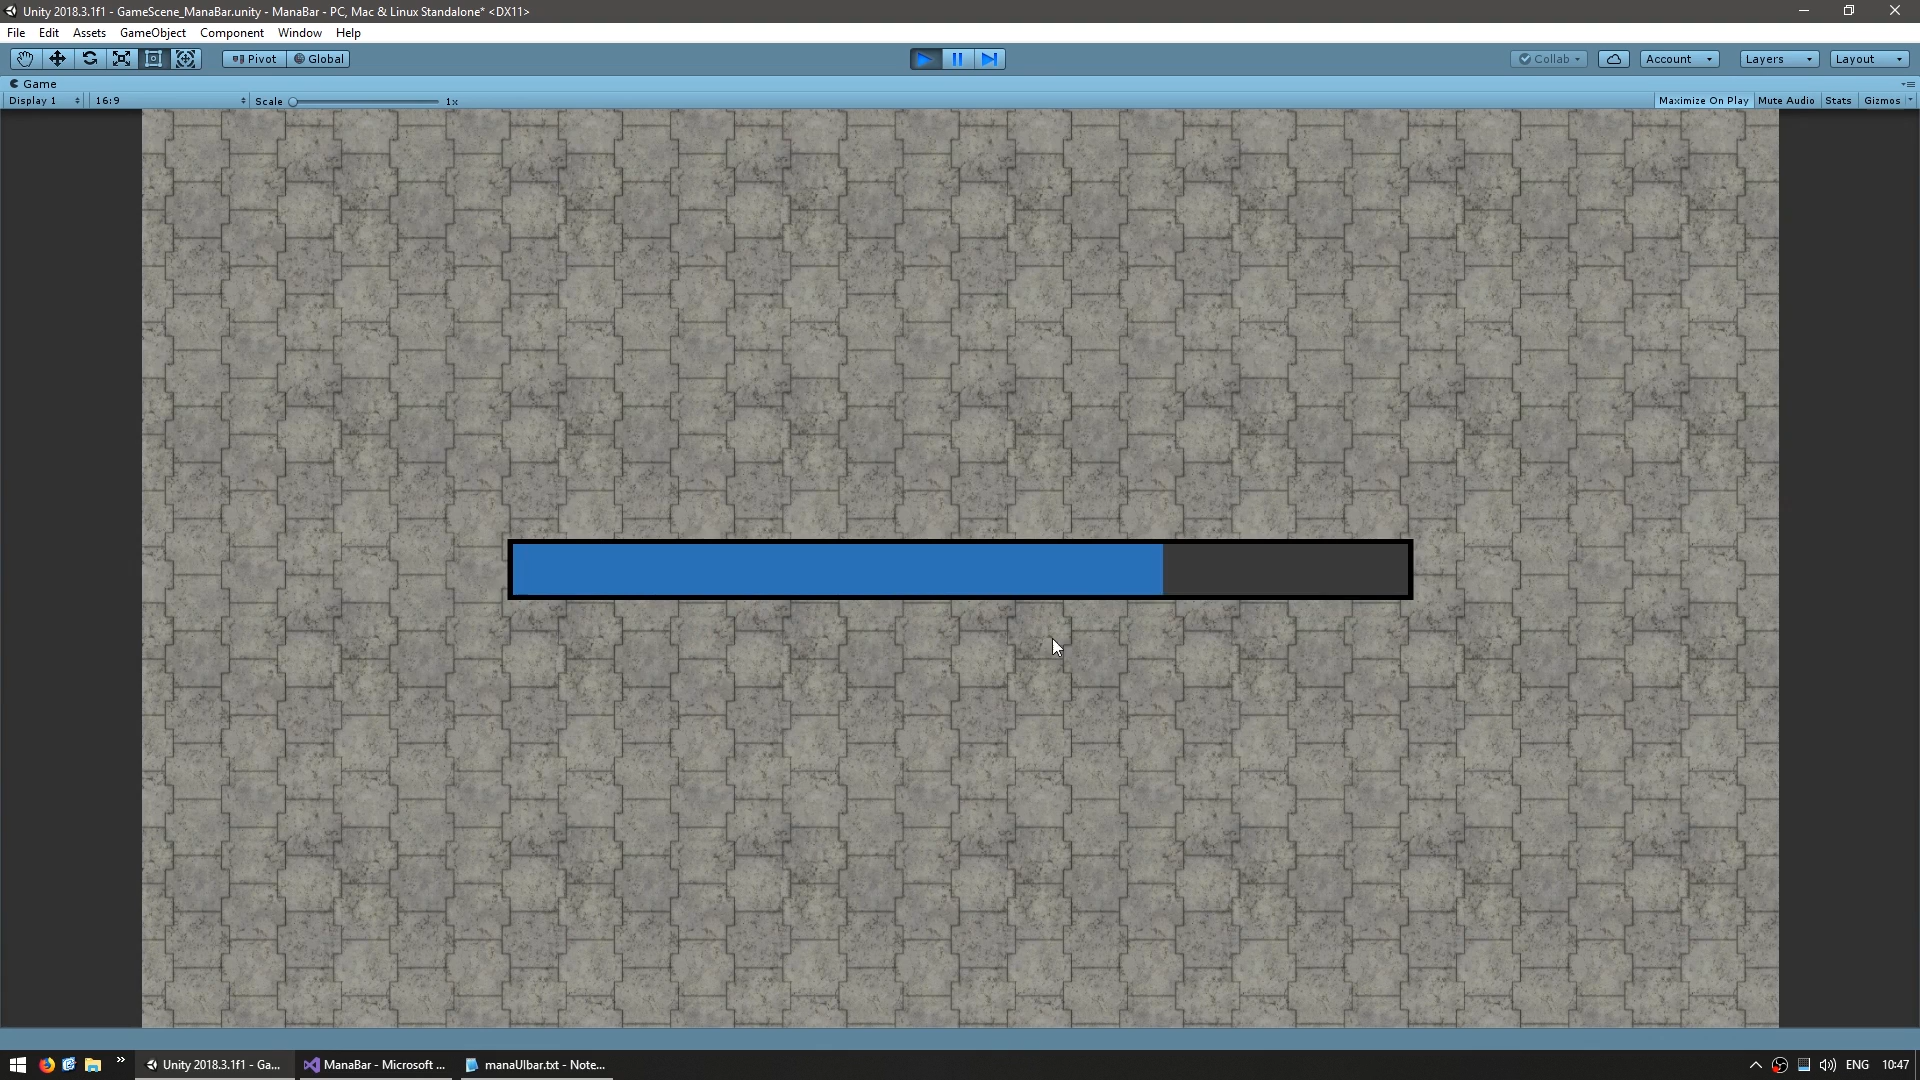 Unity 2018.3.1f1 - GameScene_ManaBar.unity - ManaBar - PC, Mac & Linux Standalone* <DX11>
File Edit Assets GameObject Component Window Help
Pivot Global Collab Account Layers Layout
Game
Display 1 16:9 Scale 1x Maximize On Play Mute Audio Stats Gizmos
Unity 2018.3.1f1 - Ga... ManaBar - Microsoft ... manaUIbar.txt - Note... ENG 10:47